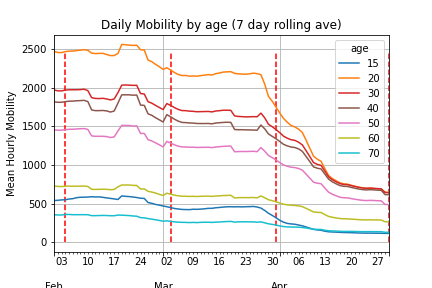 Daily Mobility by age (7 day rolling ave)
Mean Hourly Mobility
2500
2000
1500
1000
500
0
age
15
20
30
40
50
60
70
03 10 17 24 02 09 16 23 30 06 13 20 27
Feb Mar Apr